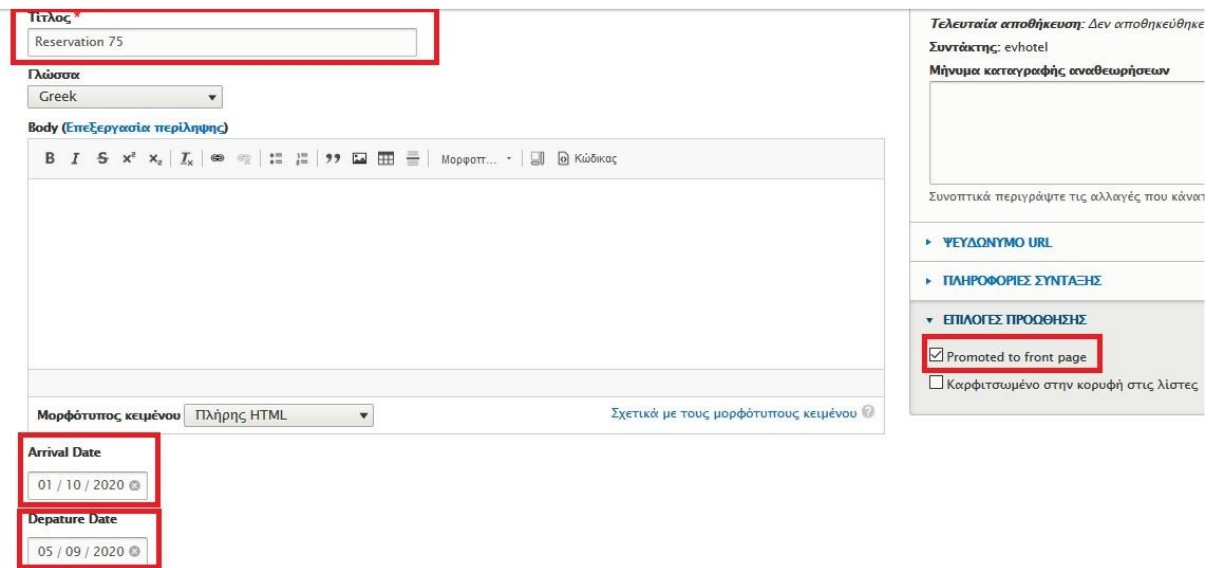 Τίτλος*
Reservation 75
Γλώσσα
Greek
Body (Επεξεργασία περίληψης)
B I S x² x₂ Iₓ Μορφοπ... Κώδικας
Μορφότυπος κειμένου Πλήρης HTML Σχετικά με τους μορφότυπους κειμένου
Arrival Date
01 / 10 / 2020
Depature Date
05 / 09 / 2020
Τελευταία αποθήκευση: Δεν αποθηκεύθηκε
Συντάκτης: evhotel
Μήνυμα καταγραφής αναθεωρήσεων
Συνοπτικά περιγράψτε τις αλλαγές που κάνατ
ΨΕΥΔΩΝΥΜΟ URL
ΠΛΗΡΟΦΟΡΙΕΣ ΣΥΝΤΑΞΗΣ
ΕΠΙΛΟΓΕΣ ΠΡΟΩΘΗΣΗΣ
Promoted to front page
Καρφιτσωμένο στην κορυφή στις λίστες